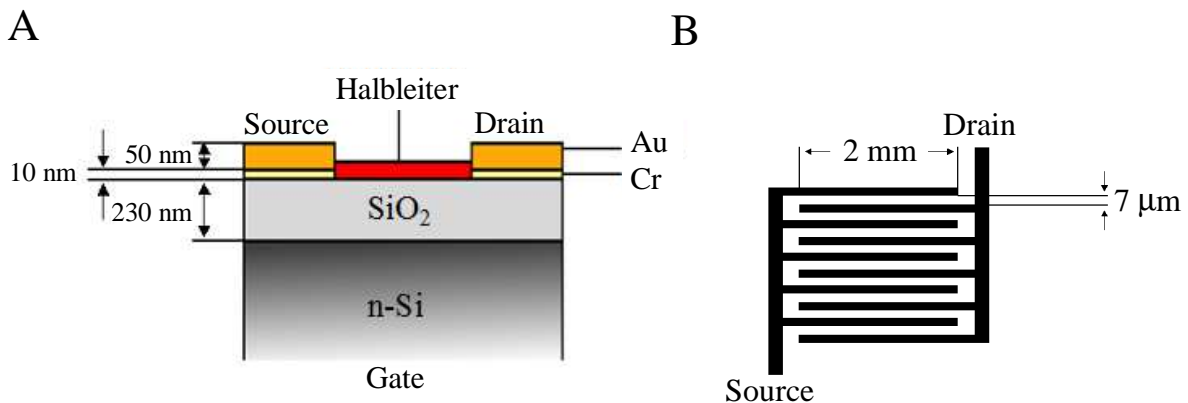 A
B
Halbleiter
Source
Drain
Au
Cr
50 nm
10 nm
230 nm
SiO₂
n-Si
Gate
Drain
2 mm
7 μm
Source